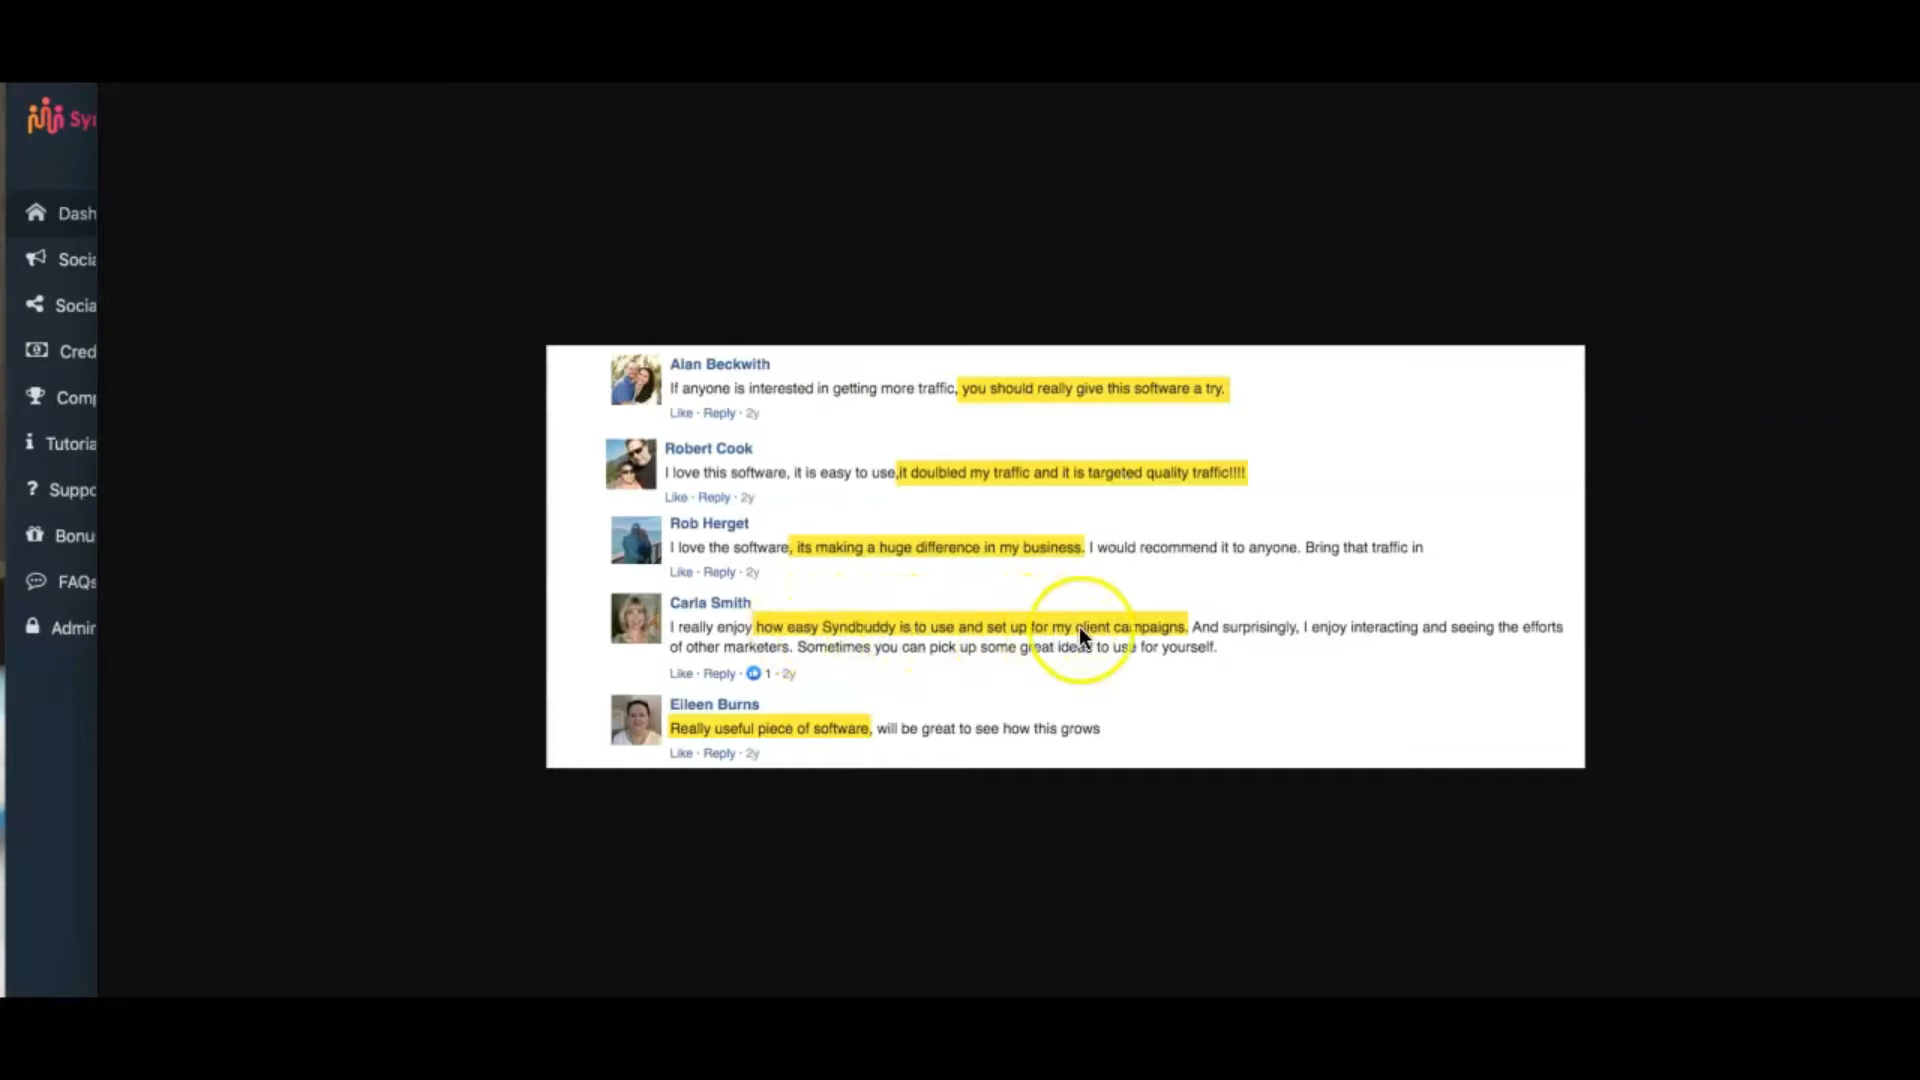 Syn
Dash
Socia
Socia
Cred
Comp
Tutoria
Suppo
Bonu
FAQs
Admin
Alan Beckwith
If anyone is interested in getting more traffic, you should really give this software a try.
Like · Reply · 2y
Robert Cook
I love this software, it is easy to use,it doulbled my traffic and it is targeted quality traffic!!!!
Like · Reply · 2y
Rob Herget
I love the software, its making a huge difference in my business. I would recommend it to anyone. Bring that traffic in
Like · Reply · 2y
Carla Smith
I really enjoy how easy Syndbuddy is to use and set up for my client campaigns. And surprisingly, I enjoy interacting and seeing the efforts
of other marketers. Sometimes you can pick up some great ideas to use for yourself.
Like · Reply · 1 · 2y
Eileen Burns
Really useful piece of software, will be great to see how this grows
Like · Reply · 2y